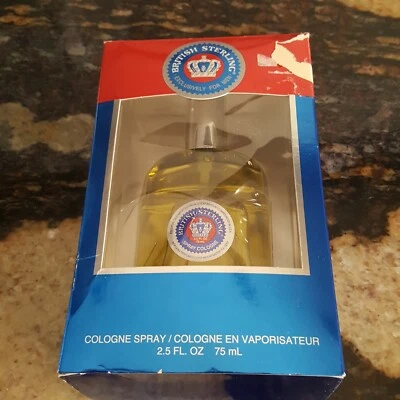 BRITISH STERLING
EXCLUSIVELY FOR MEN
BRITISH STERLING
SPRAY COLOGNE
COLOGNE SPRAY / COLOGNE EN VAPORISATEUR
2.5 FL. OZ 75 mL